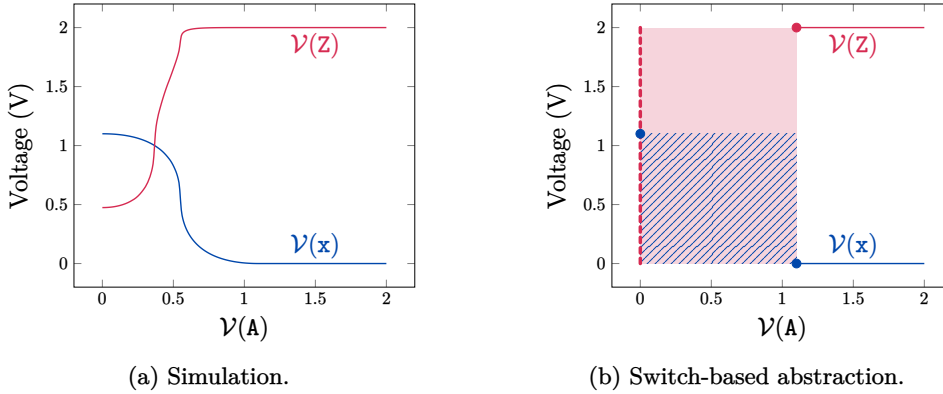 Voltage (V)
2
1.5
1
0.5
0
𝒱(Z)
𝒱(x)
0
0.5
1
1.5
2
𝒱(A)
(a) Simulation.
Voltage (V)
2
1.5
1
0.5
0
𝒱(Z)
𝒱(x)
0
0.5
1
1.5
2
𝒱(A)
(b) Switch-based abstraction.